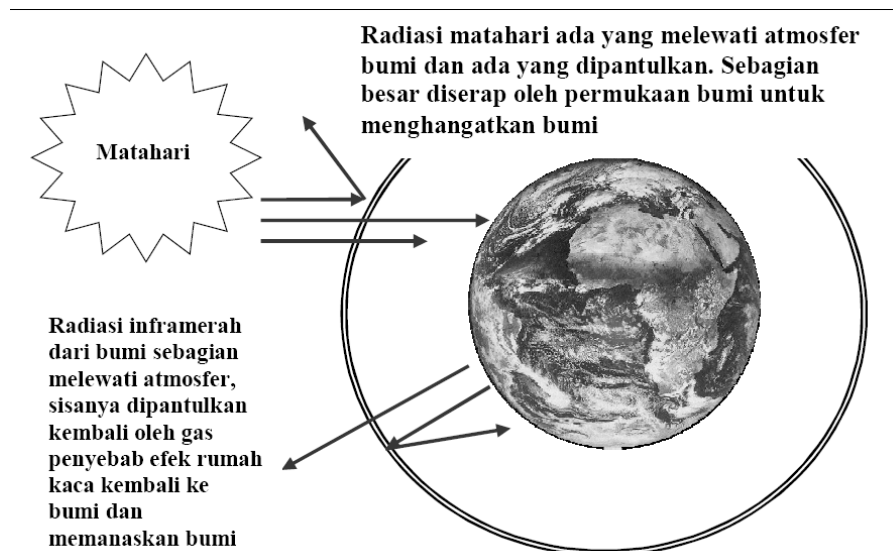 Radiasi matahari ada yang melewati atmosfer
bumi dan ada yang dipantulkan. Sebagian
besar diserap oleh permukaan bumi untuk
menghangatkan bumi
Matahari
Radiasi inframerah
dari bumi sebagian
melewati atmosfer,
sisanya dipantulkan
kembali oleh gas
penyebab efek rumah
kaca kembali ke
bumi dan
memanaskan bumi